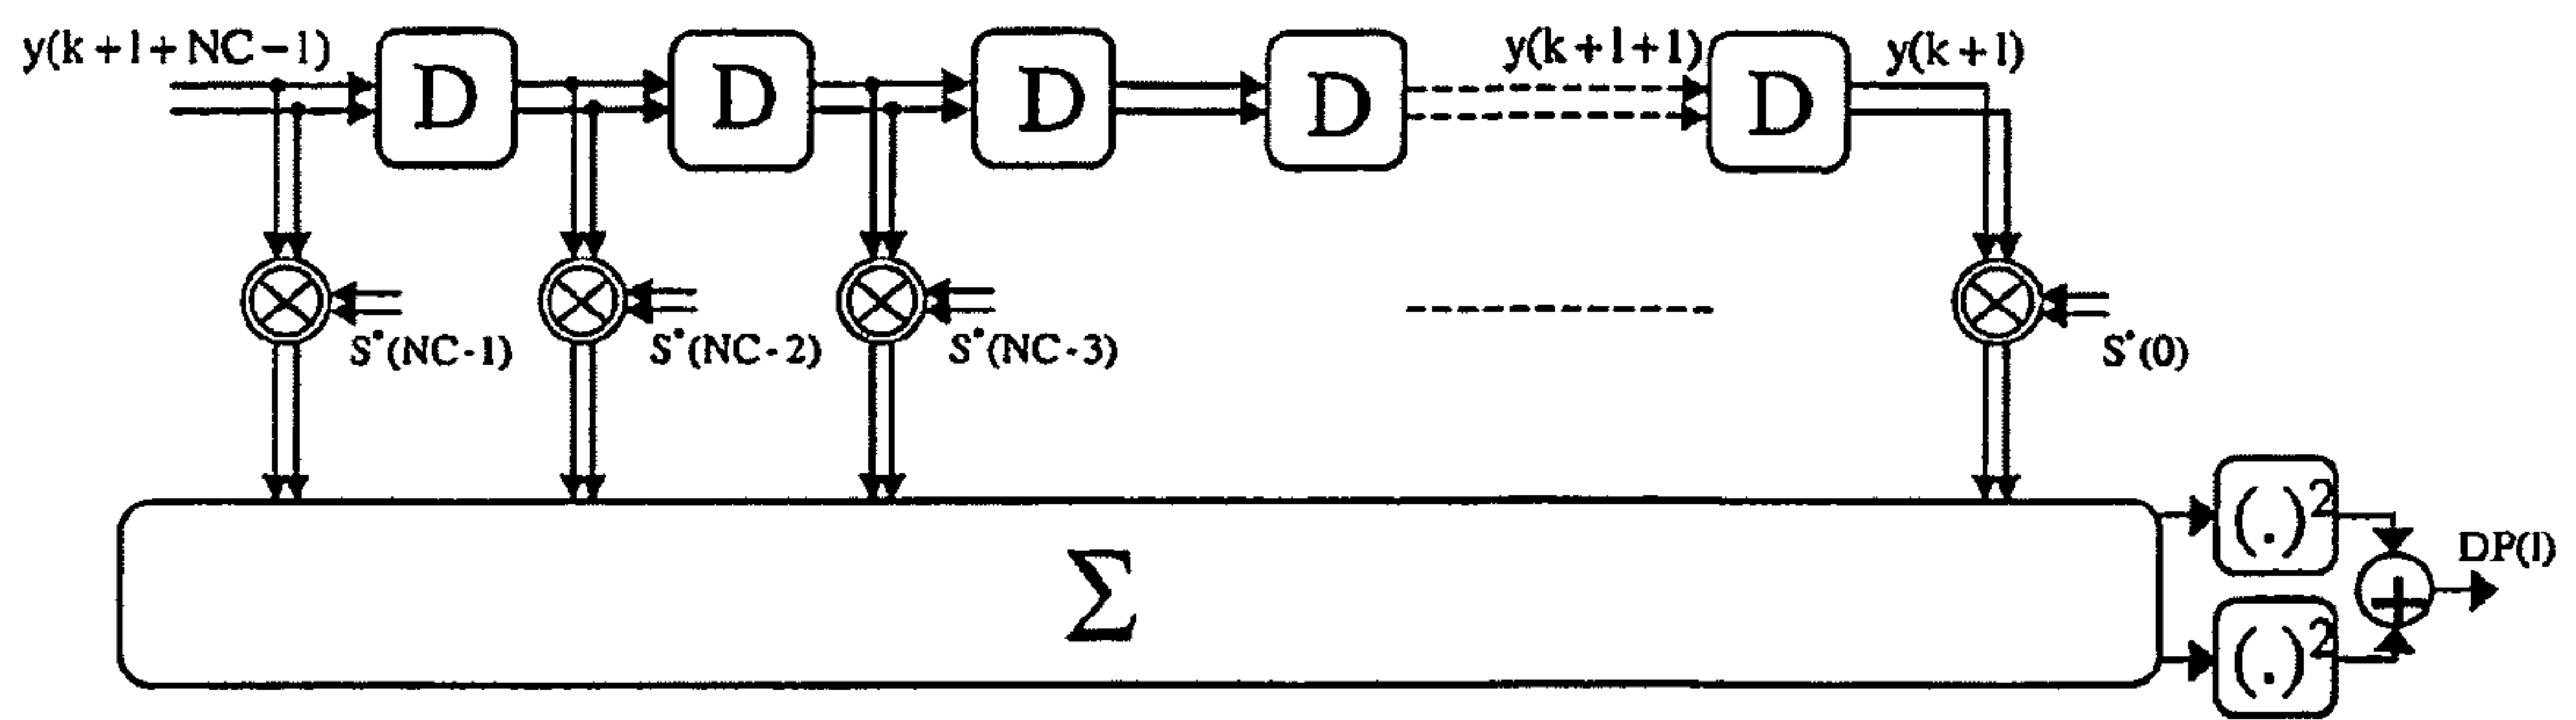 y(k+l+NC-1)
D
D
D
D
y(k+l+1)
D
y(k+l)
S*(NC-1)
S*(NC-2)
S*(NC-3)
S*(0)
Σ
(.)²
(.)²
+
DP(l)